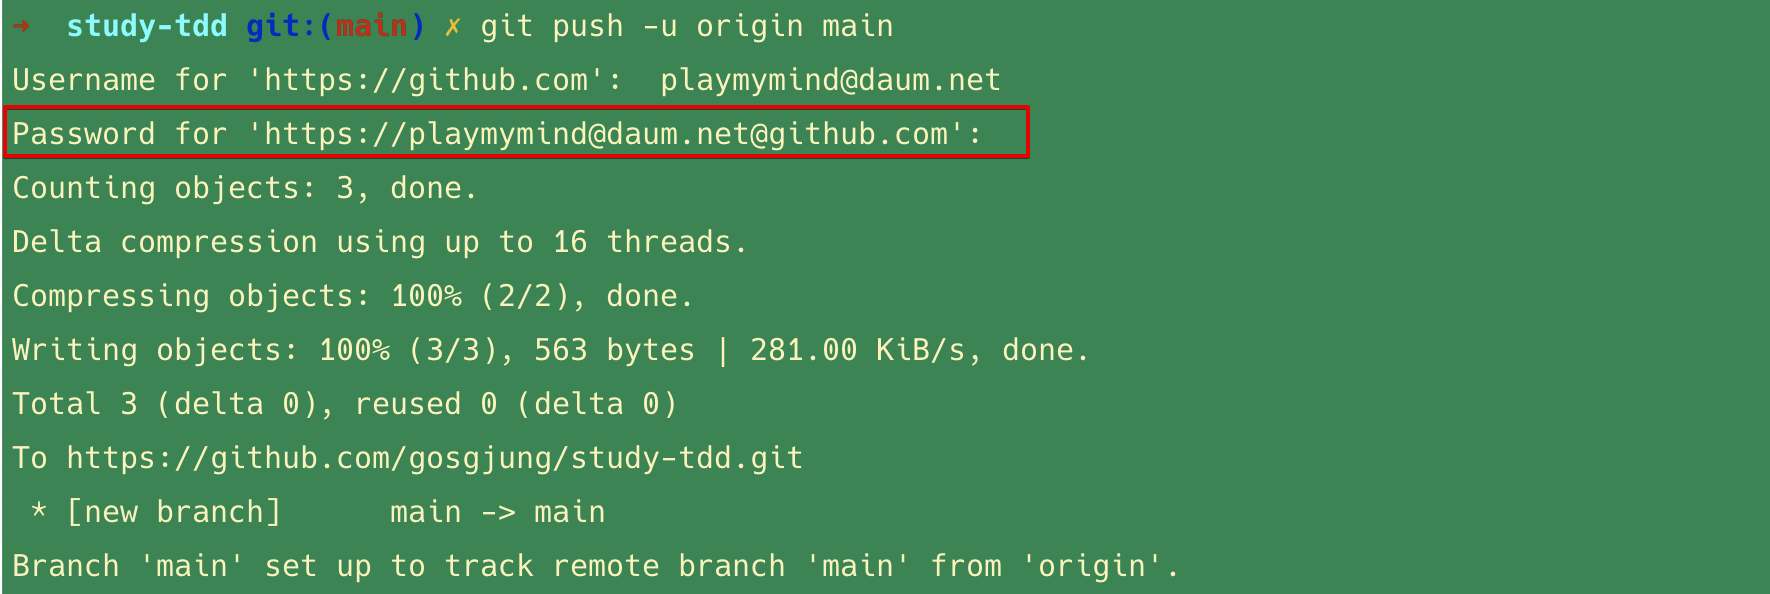 ➜  study-tdd git:(main) ✗ git push -u origin main
Username for 'https://github.com':  playmymind@daum.net
Password for 'https://playmymind@daum.net@github.com':
Counting objects: 3, done.
Delta compression using up to 16 threads.
Compressing objects: 100% (2/2), done.
Writing objects: 100% (3/3), 563 bytes | 281.00 KiB/s, done.
Total 3 (delta 0), reused 0 (delta 0)
To https://github.com/gosgjung/study-tdd.git
 * [new branch]      main -> main
Branch 'main' set up to track remote branch 'main' from 'origin'.